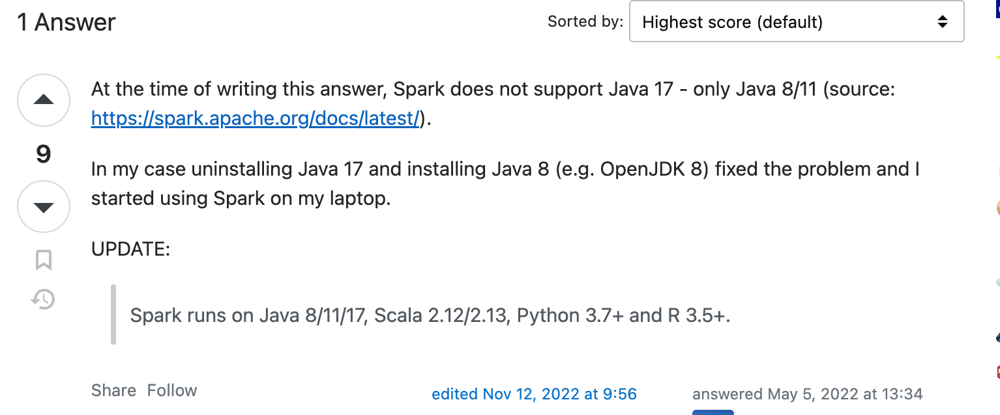 1 Answer
Sorted by: Highest score (default)
At the time of writing this answer, Spark does not support Java 17 - only Java 8/11 (source:
https://spark.apache.org/docs/latest/).
9
In my case uninstalling Java 17 and installing Java 8 (e.g. OpenJDK 8) fixed the problem and I
started using Spark on my laptop.
UPDATE:
Spark runs on Java 8/11/17, Scala 2.12/2.13, Python 3.7+ and R 3.5+.
Share Follow
edited Nov 12, 2022 at 9:56
answered May 5, 2022 at 13:34